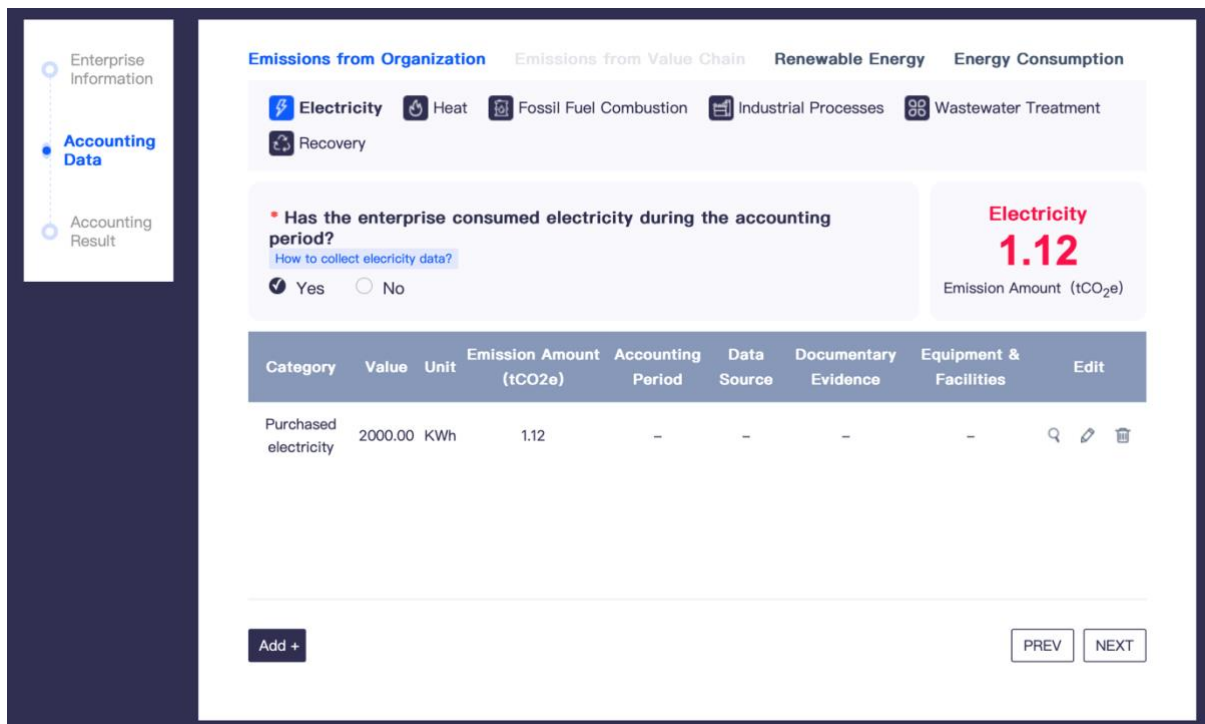 Enterprise
Information
Accounting
Data
Accounting
Result
Emissions from Organization Emissions from Value Chain Renewable Energy Energy Consumption
Electricity Heat Fossil Fuel Combustion Industrial Processes Wastewater Treatment
Recovery
* Has the enterprise consumed electricity during the accounting
period?
How to collect elecricity data?
Yes No
Electricity
1.12
Emission Amount (tCO2e)
Category Value Unit Emission Amount (tCO2e) Accounting Period Data Source Documentary Evidence Equipment & Facilities Edit
Purchased electricity 2000.00 KWh 1.12 – – – –
Add + PREV NEXT